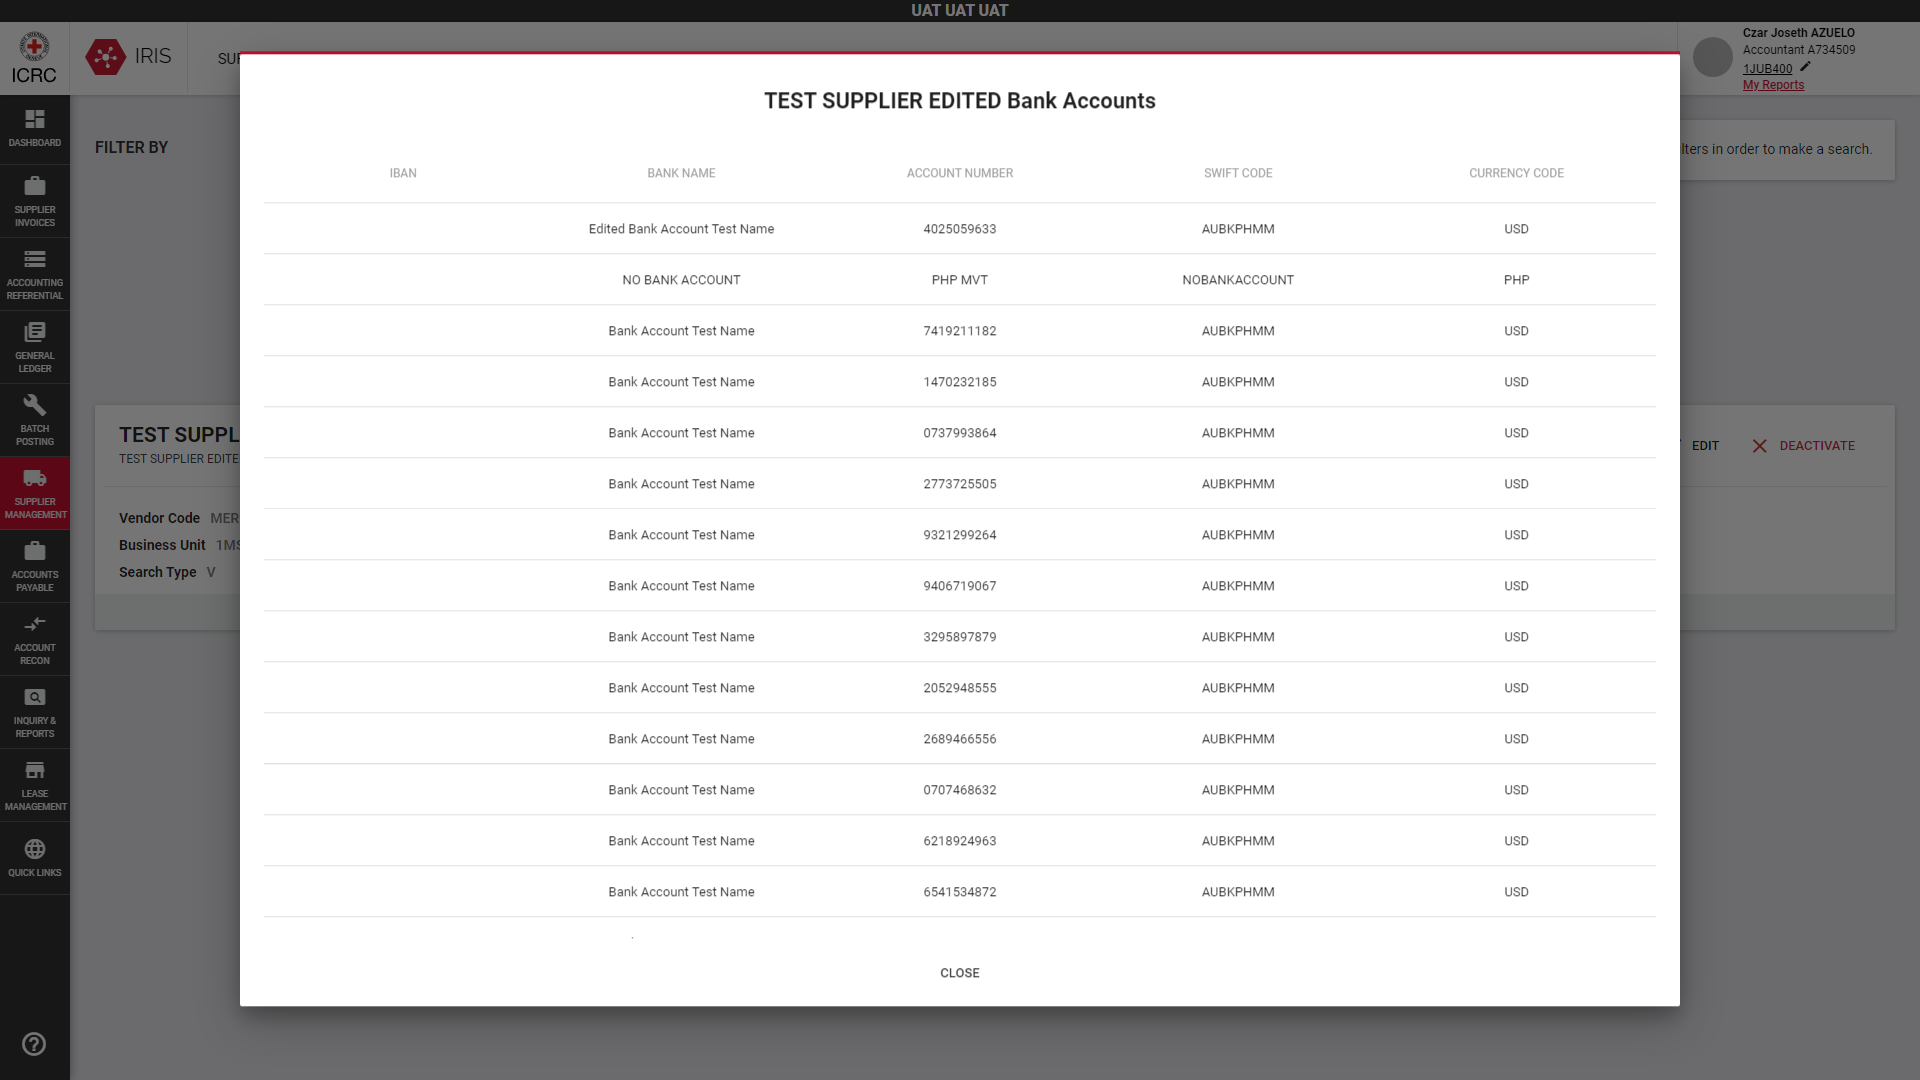 UAT UAT UAT
ICRC
IRIS
Czar Joseth AZUELO
Accountant A734509
1JUB400
My Reports
DASHBOARD
SUPPLIER
INVOICES
ACCOUNTING
REFERENTIAL
GENERAL
LEDGER
BATCH
POSTING
SUPPLIER
MANAGEMENT
ACCOUNTS
PAYABLE
ACCOUNT
RECON
INQUIRY &
REPORTS
LEASE
MANAGEMENT
QUICK LINKS
FILTER BY
in order to make a search.
TEST SUPPL
TEST SUPPLIER EDITE
EDIT
DEACTIVATE
Vendor Code MER
Business Unit 1MS
Search Type V
TEST SUPPLIER EDITED Bank Accounts
IBAN BANK NAME ACCOUNT NUMBER SWIFT CODE CURRENCY CODE
Edited Bank Account Test Name 4025059633 AUBKPHMM USD
NO BANK ACCOUNT PHP MVT NOBANKACCOUNT PHP
Bank Account Test Name 7419211182 AUBKPHMM USD
Bank Account Test Name 1470232185 AUBKPHMM USD
Bank Account Test Name 0737993864 AUBKPHMM USD
Bank Account Test Name 2773725505 AUBKPHMM USD
Bank Account Test Name 9321299264 AUBKPHMM USD
Bank Account Test Name 9406719067 AUBKPHMM USD
Bank Account Test Name 3295897879 AUBKPHMM USD
Bank Account Test Name 2052948555 AUBKPHMM USD
Bank Account Test Name 2689466556 AUBKPHMM USD
Bank Account Test Name 0707468632 AUBKPHMM USD
Bank Account Test Name 6218924963 AUBKPHMM USD
Bank Account Test Name 6541534872 AUBKPHMM USD
CLOSE